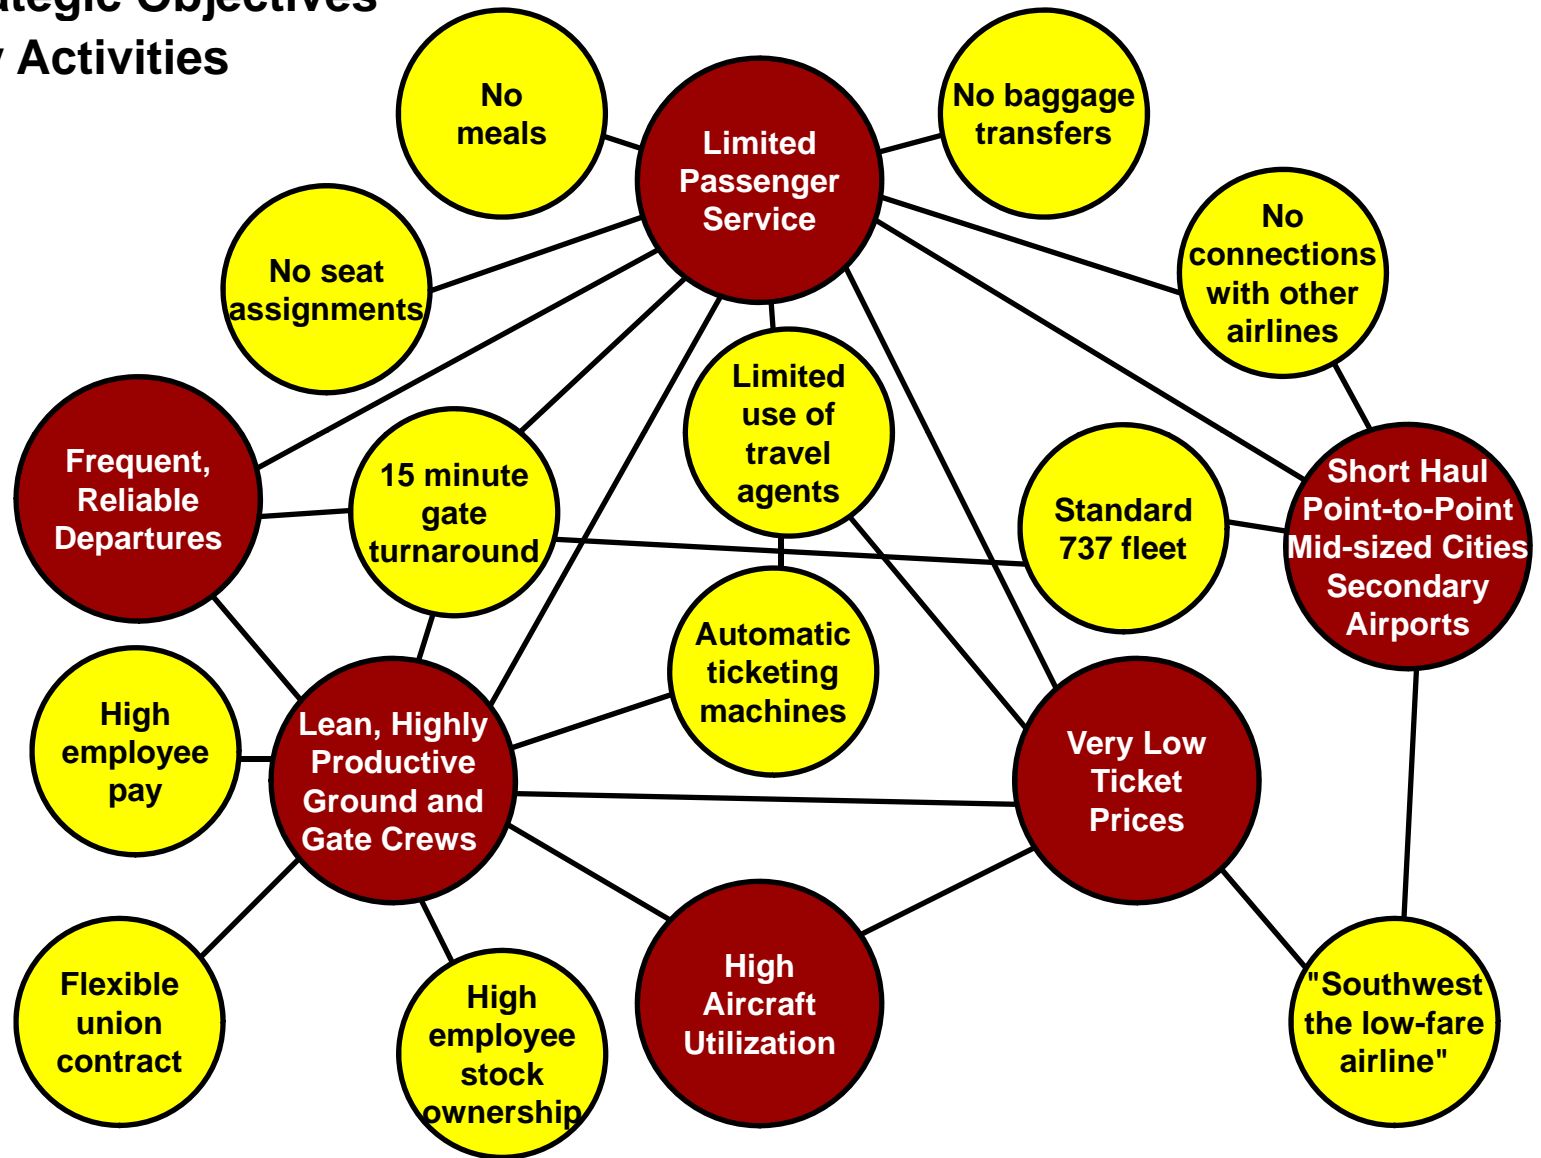 Objectives
Activities
No
meals
Limited
Passenger
Service
No baggage
transfers
No
connections
with other
airlines
No seat
assignments
Limited
use of
travel
agents
Frequent,
Reliable
Departures
15 minute
gate
turnaround
Standard
737 fleet
Short Haul
Point-to-Point
Mid-sized Cities
Secondary
Airports
Automatic
ticketing
machines
High
employee
pay
Lean, Highly
Productive
Ground and
Gate Crews
Very Low
Ticket
Prices
Flexible
union
contract
High
employee
stock
ownership
High
Aircraft
Utilization
"Southwest
the low-fare
airline"